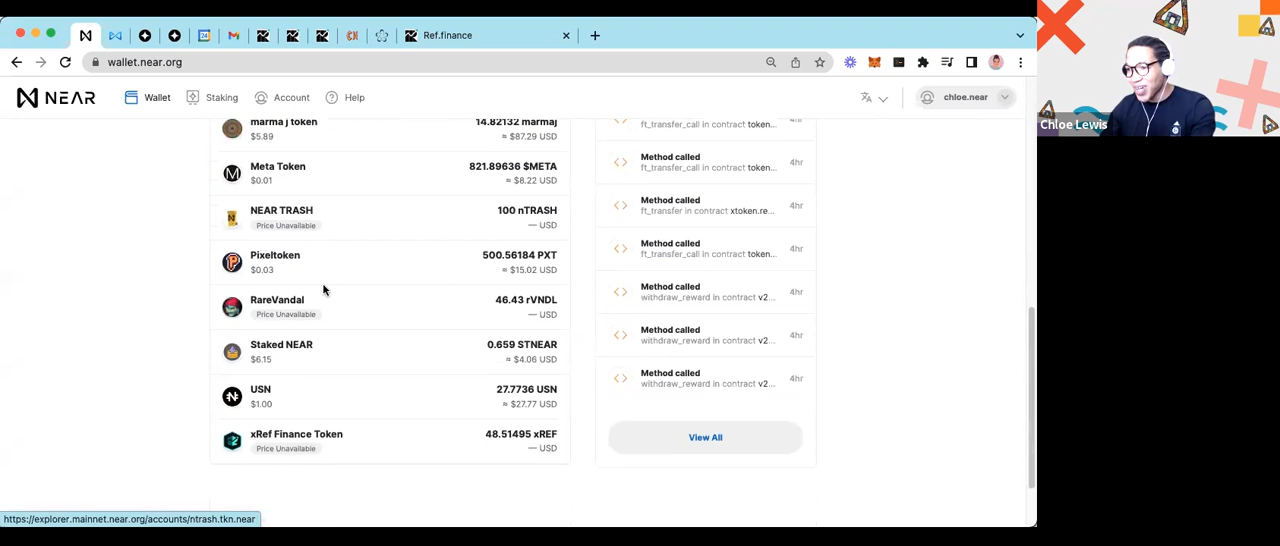 Ref.finance
wallet.near.org
NEAR
Wallet
Staking
Account
Help
chloe.near
Chloe Lewis
marma j token
14.82132 marmaj
$5.89
≈ $87.29 USD
Meta Token
821.89636 $META
$0.01
≈ $8.22 USD
NEAR TRASH
100 nTRASH
Price Unavailable
— USD
Pixeltoken
500.56184 PXT
$0.03
≈ $15.02 USD
RareVandal
46.43 rVNDL
Price Unavailable
— USD
Staked NEAR
0.659 STNEAR
$6.15
≈ $4.06 USD
USN
27.7736 USN
$1.00
≈ $27.77 USD
xRef Finance Token
48.51495 xREF
Price Unavailable
— USD
ft_transfer_call in contract token...
4hr
Method called
ft_transfer_call in contract token...
4hr
Method called
ft_transfer in contract xtoken.re...
4hr
Method called
ft_transfer_call in contract token...
4hr
Method called
withdraw_reward in contract v2...
4hr
Method called
withdraw_reward in contract v2...
4hr
Method called
withdraw_reward in contract v2...
4hr
View All
https://explorer.mainnet.near.org/accounts/ntrash.tkn.near